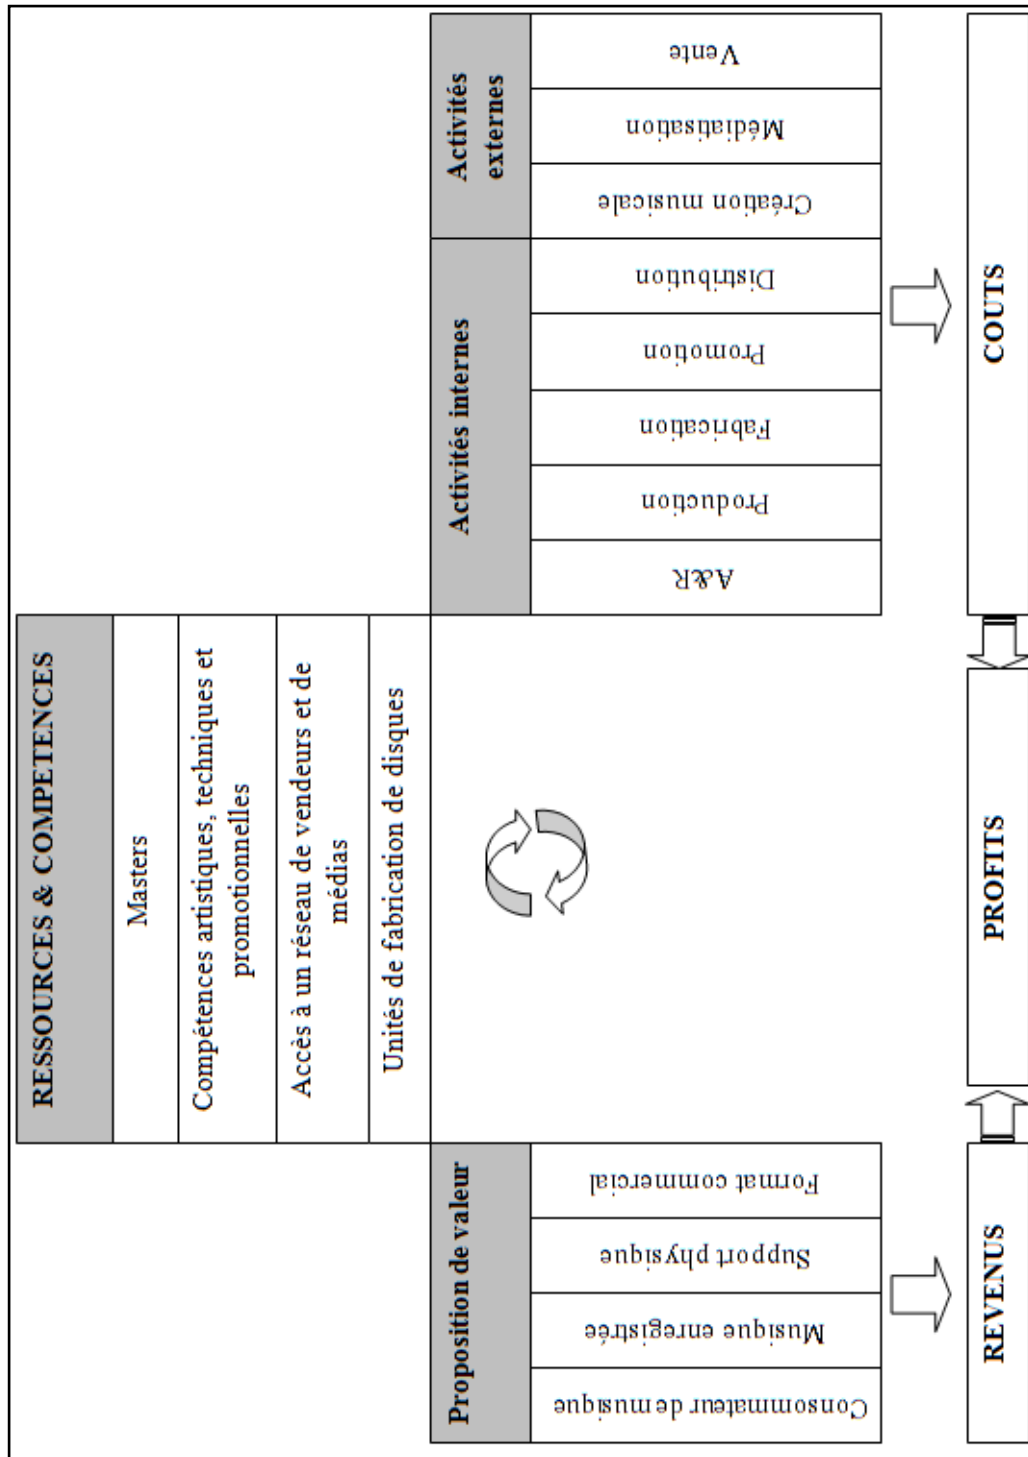 RESSOURCES & COMPETENCES
Masters
Compétences artistiques, techniques et
promotionnelles
Accès à un réseau de vendeurs et de
médias
Unités de fabrication de disques
Proposition de valeur
Consommateur de musique
Musique enregistrée
Support physique
Format commercial
Activités internes
A&R
Production
Fabrication
Promotion
Distribution
Activités
externes
Création musicale
Médiatisation
Vente
REVENUS
PROFITS
COUTS